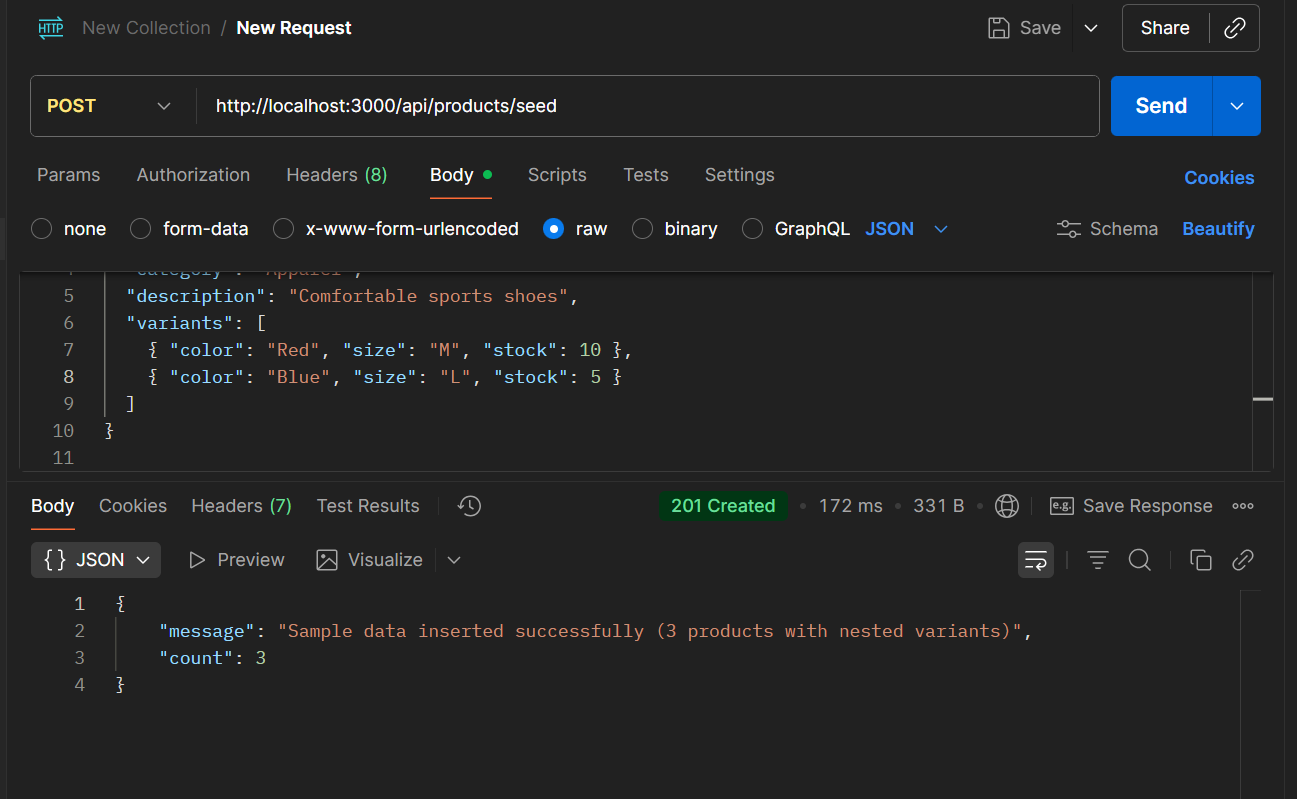 HTTP New Collection / New Request Save Share
POST http://localhost:3000/api/products/seed Send
Params Authorization Headers (8) Body Scripts Tests Settings Cookies
none form-data x-www-form-urlencoded raw binary GraphQL JSON Schema Beautify
4 "category": "Apparel",
5 "description": "Comfortable sports shoes",
6 "variants": [
7 { "color": "Red", "size": "M", "stock": 10 },
8 { "color": "Blue", "size": "L", "stock": 5 }
9 ]
10 }
11
Body Cookies Headers (7) Test Results 201 Created • 172 ms • 331 B • e.g. Save Response
{} JSON Preview Visualize
1 {
2 "message": "Sample data inserted successfully (3 products with nested variants)",
3 "count": 3
4 }